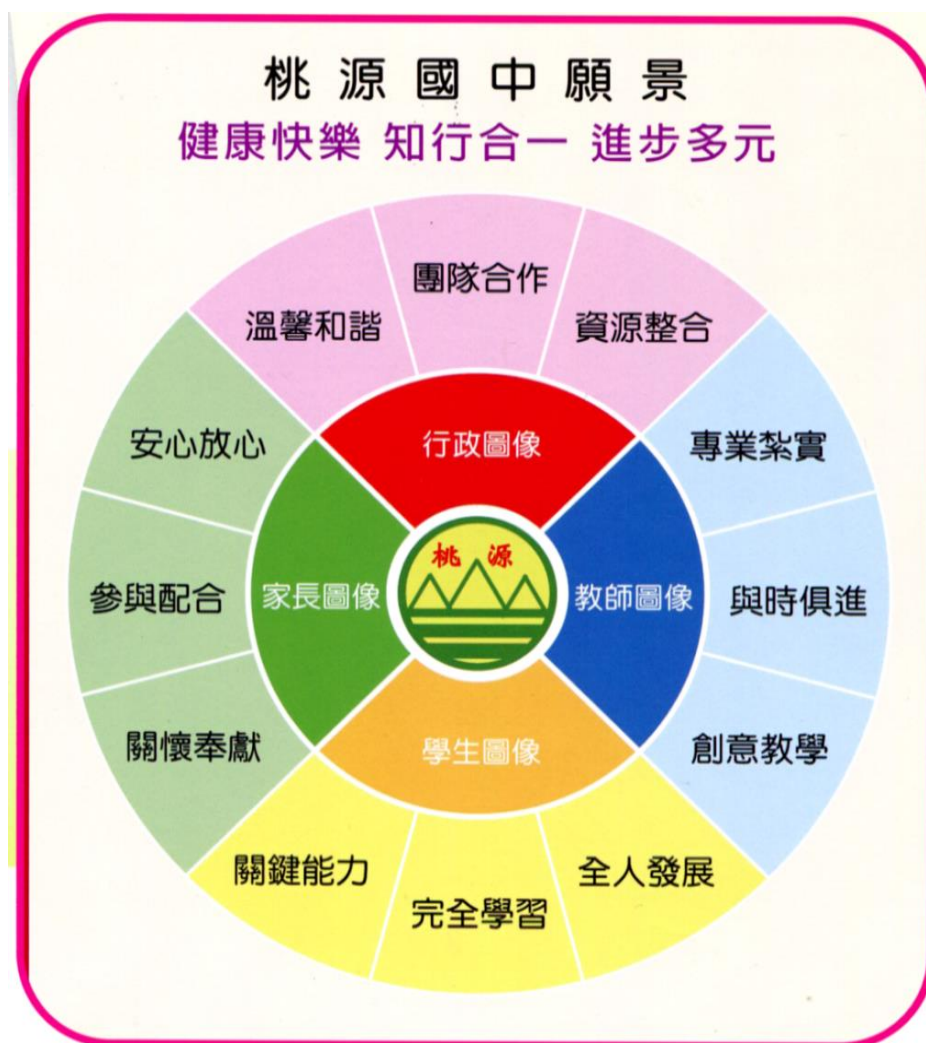 桃源國中願景
健康快樂 知行合一 進步多元
團隊合作
溫馨和諧
資源整合
安心放心
行政圖像
專業紮實
桃源
參與配合
家長圖像
教師圖像
與時俱進
關懷奉獻
學生圖像
創意教學
關鍵能力
全人發展
完全學習